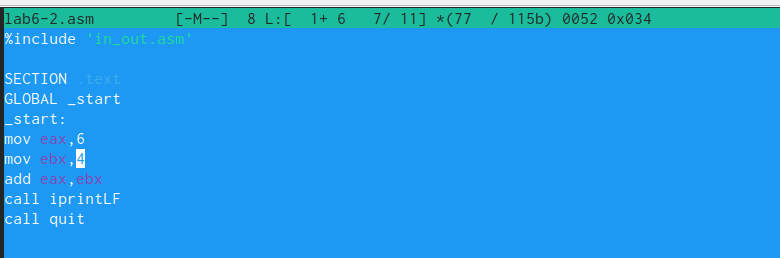 lab6-2.asm [-M--] 8 L:[ 1+ 6 7/ 11] *(77 / 115b) 0052 0x034
%include 'in_out.asm'
SECTION .text
GLOBAL _start
_start:
mov eax,6
mov ebx,4
add eax,ebx
call iprintLF
call quit